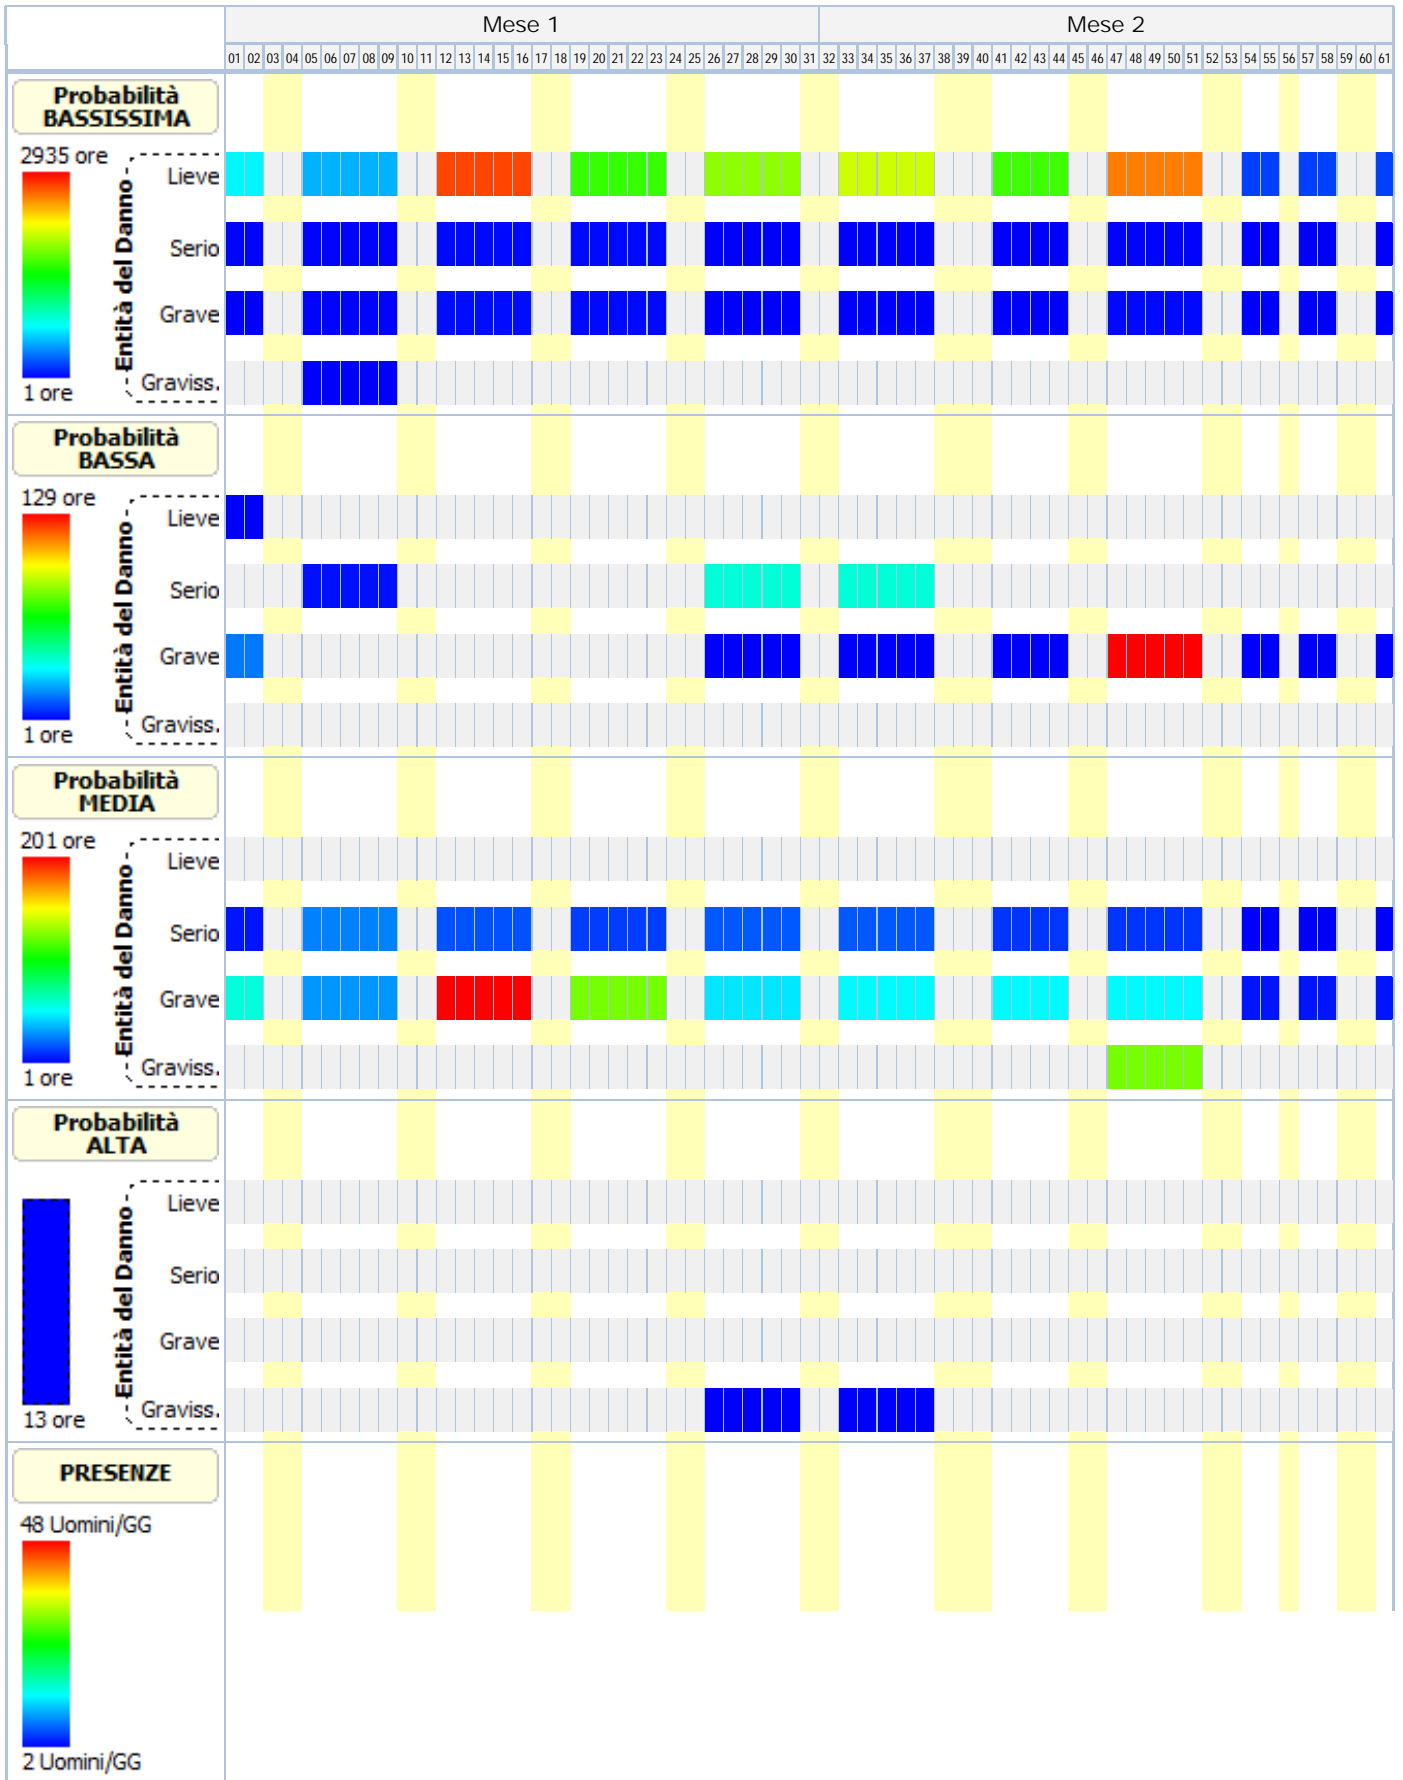 Mese 1 Mese 2
01 02 03 04 05 06 07 08 09 10 11 12 13 14 15 16 17 18 19 20 21 22 23 24 25 26 27 28 29 30 31 32 33 34 35 36 37 38 39 40 41 42 43 44 45 46 47 48 49 50 51 52 53 54 55 56 57 58 59 60 61
Probabilità
BASSISSIMA
2935 ore
1 ore
Entità del Danno
Lieve
Serio
Grave
Graviss.
Probabilità
BASSA
129 ore
1 ore
Entità del Danno
Lieve
Serio
Grave
Graviss.
Probabilità
MEDIA
201 ore
1 ore
Entità del Danno
Lieve
Serio
Grave
Graviss.
Probabilità
ALTA
13 ore
Entità del Danno
Lieve
Serio
Grave
Graviss.
PRESENZE
48 Uomini/GG
2 Uomini/GG